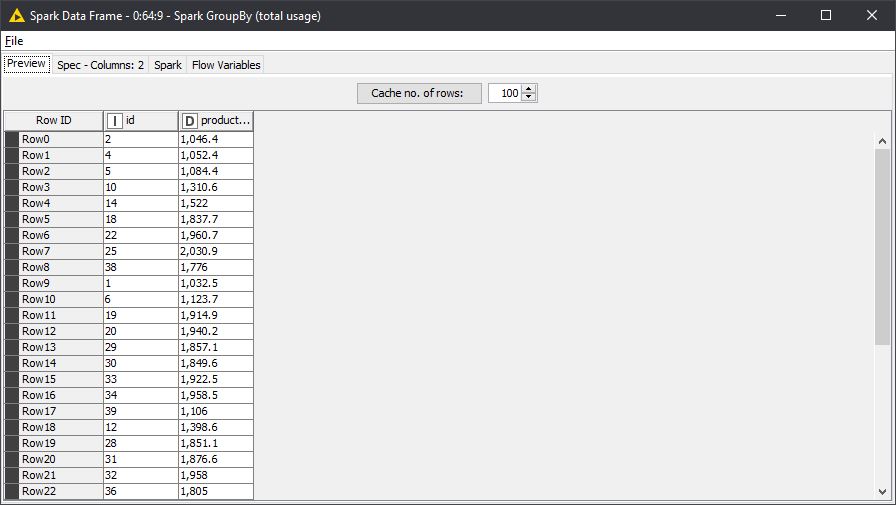 Spark Data Frame - 0:64:9 - Spark GroupBy (total usage)
File
Preview Spec - Columns: 2 Spark Flow Variables
Cache no. of rows: 100
Row ID I id D product...
Row0 2 1,046.4
Row1 4 1,052.4
Row2 5 1,084.4
Row3 10 1,310.6
Row4 14 1,522
Row5 18 1,837.7
Row6 22 1,960.7
Row7 25 2,030.9
Row8 38 1,776
Row9 1 1,032.5
Row10 6 1,123.7
Row11 19 1,914.9
Row12 20 1,940.2
Row13 29 1,857.1
Row14 30 1,849.6
Row15 33 1,922.5
Row16 34 1,958.5
Row17 39 1,106
Row18 12 1,398.6
Row19 28 1,851.1
Row20 31 1,876.6
Row21 32 1,958
Row22 36 1,805